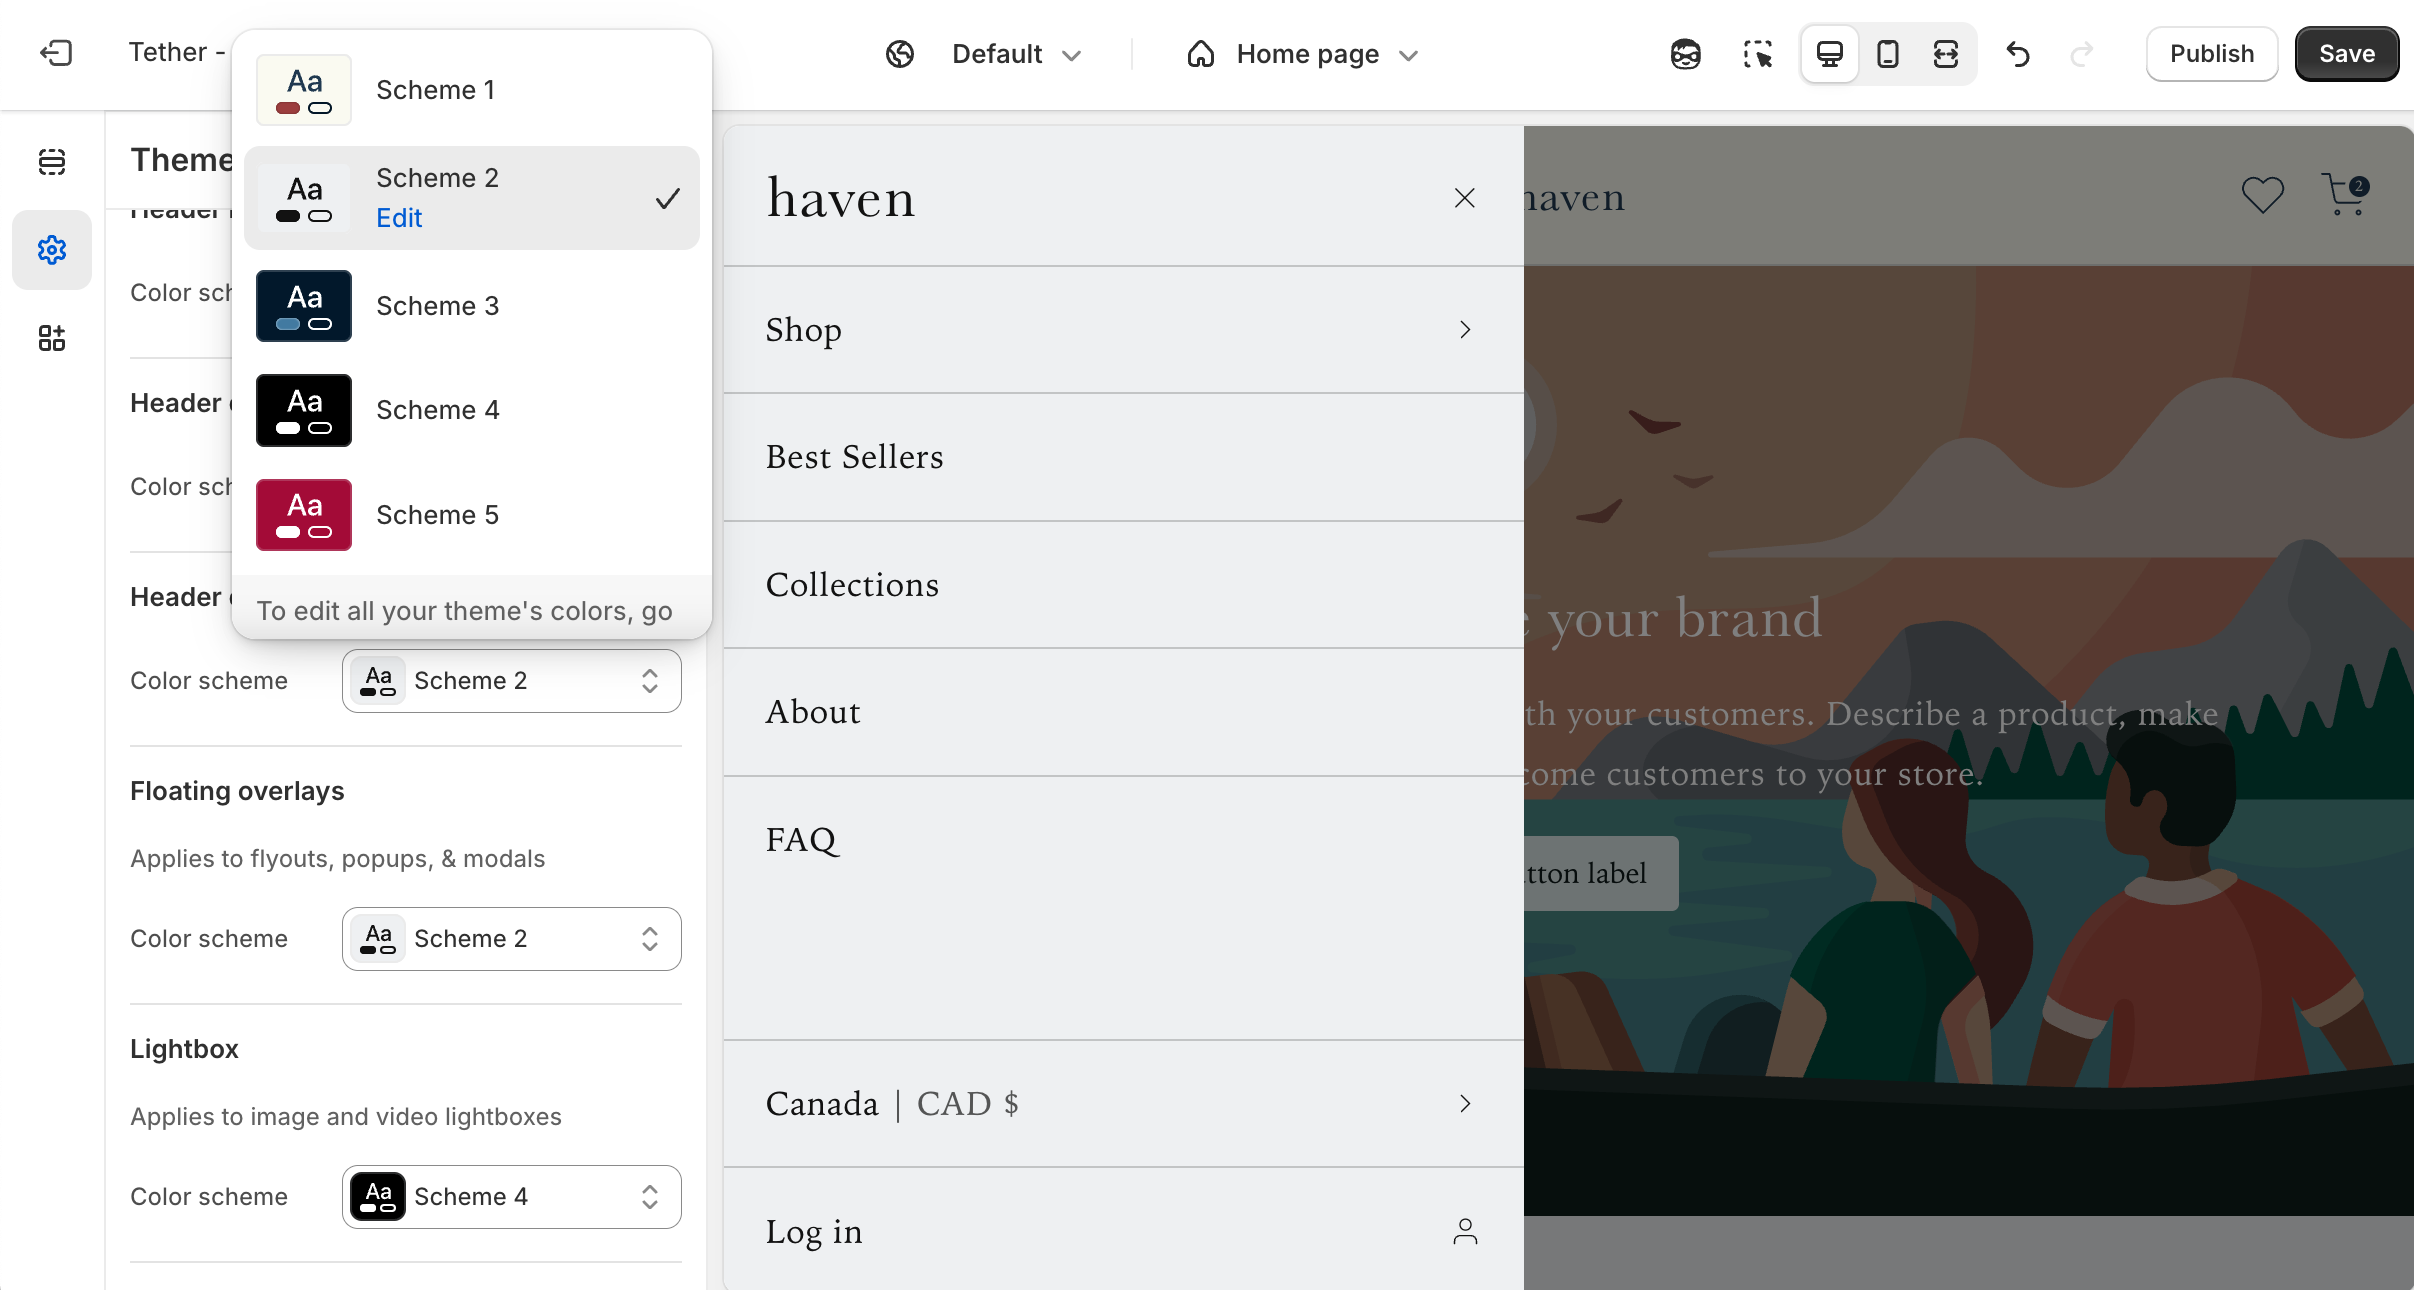 Tether -
Default
Home page
Publish
Save
Theme
Header
Color sch
Header
Color sch
Header
Aa
Scheme 1
Aa
Scheme 2
Edit
Aa
Scheme 3
Aa
Scheme 4
Aa
Scheme 5
To edit all your theme's colors, go
Color scheme
Aa
Scheme 2
Floating overlays
Applies to flyouts, popups, & modals
Color scheme
Aa
Scheme 2
Lightbox
Applies to image and video lightboxes
Color scheme
Aa
Scheme 4
haven
Shop
Best Sellers
Collections
About
FAQ
Canada | CAD $
Log in
haven
2
your brand
th your customers. Describe a product, make
come customers to your store.
tton label